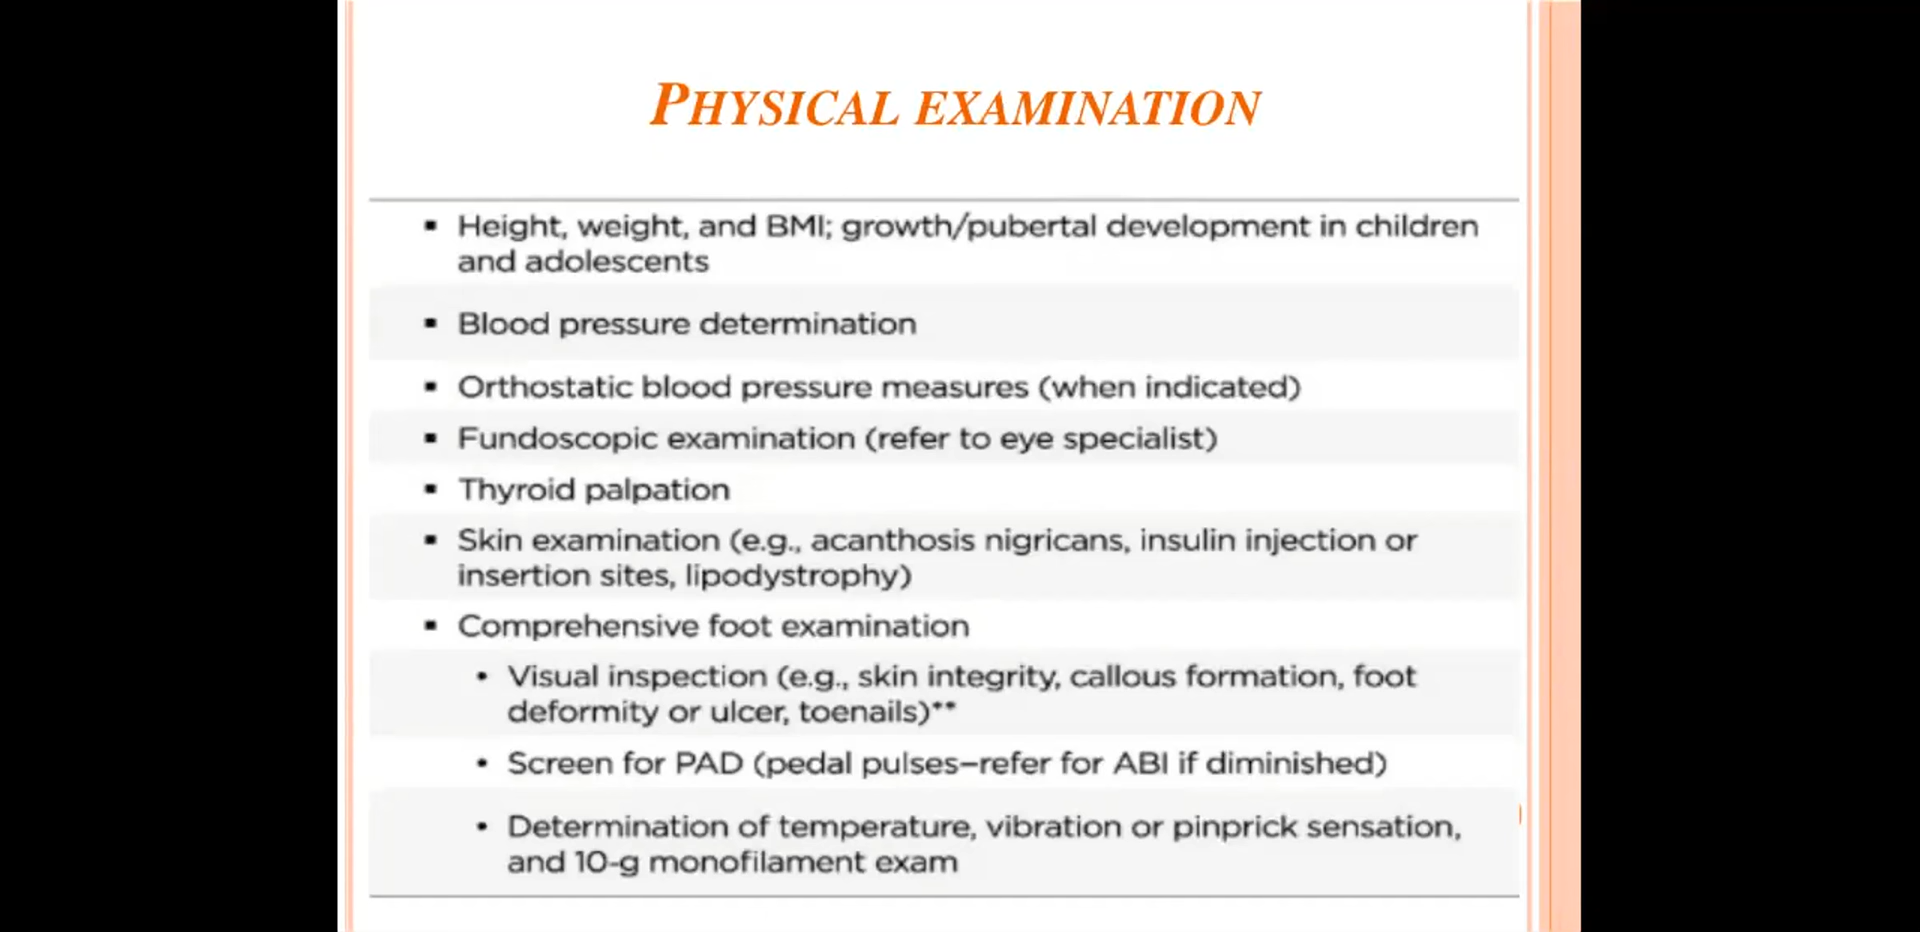 PHYSICAL EXAMINATION
▪ Height, weight, and BMI; growth/pubertal development in children
and adolescents
▪ Blood pressure determination
▪ Orthostatic blood pressure measures (when indicated)
▪ Fundoscopic examination (refer to eye specialist)
▪ Thyroid palpation
▪ Skin examination (e.g., acanthosis nigricans, insulin injection or
insertion sites, lipodystrophy)
▪ Comprehensive foot examination
• Visual inspection (e.g., skin integrity, callous formation, foot
deformity or ulcer, toenails)**
• Screen for PAD (pedal pulses–refer for ABI if diminished)
• Determination of temperature, vibration or pinprick sensation,
and 10-g monofilament exam